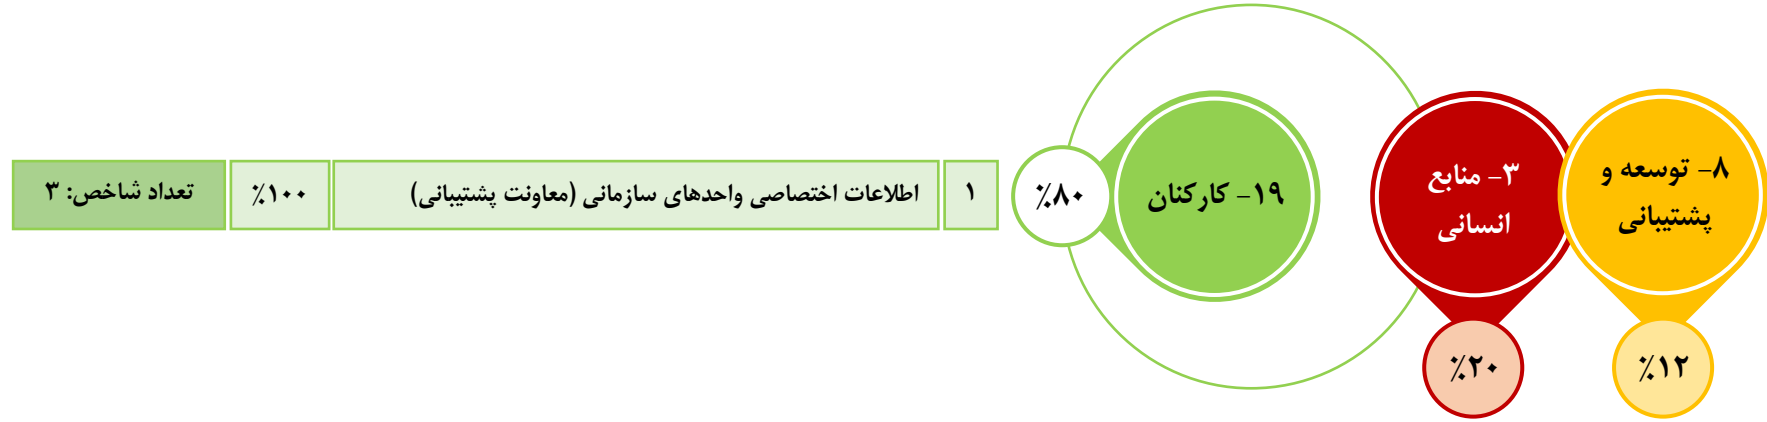 ۸- توسعه و
پشتیبانی
٪۱۲
۳- منابع
انسانی
٪۲۰
۱۹- کارکنان
٪۸۰
۱
اطلاعات اختصاصی واحدهای سازمانی (معاونت پشتیبانی)
٪۱۰۰
تعداد شاخص: ۳